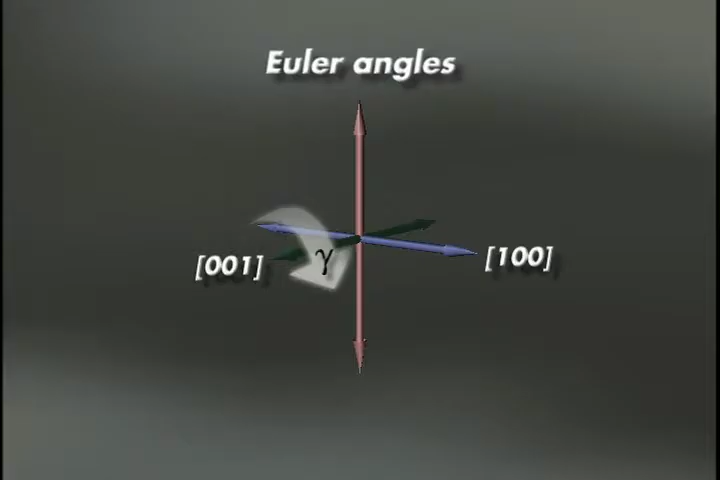 Euler angles
[001]
γ
[100]